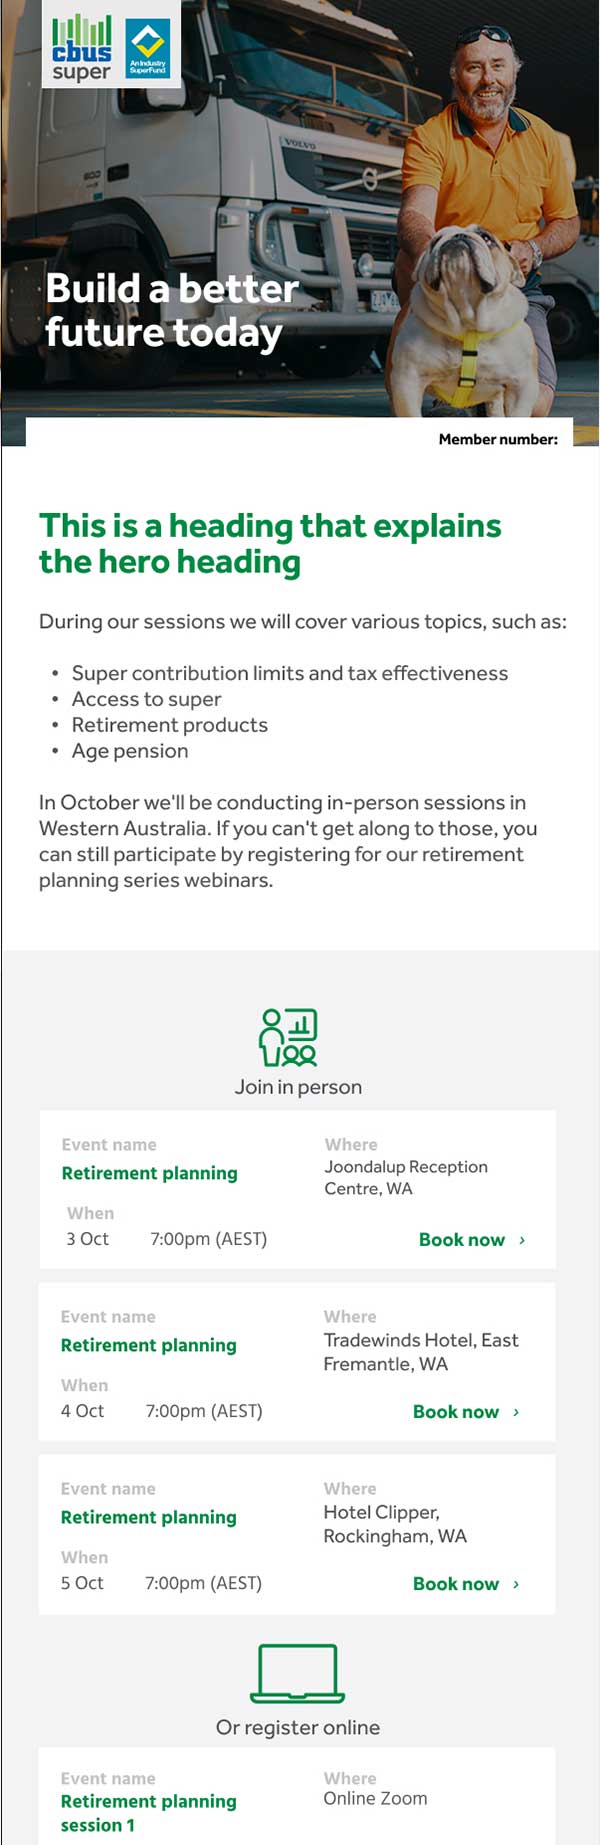 cbus
super
An Industry
SuperFund
VOLVO
Build a better
future today
Member number:
This is a heading that explains
the hero heading
During our sessions we will cover various topics, such as:
• Super contribution limits and tax effectiveness
• Access to super
• Retirement products
• Age pension
In October we'll be conducting in-person sessions in
Western Australia. If you can't get along to those, you
can still participate by registering for our retirement
planning series webinars.
Join in person
Event name
Retirement planning
Where
Joondalup Reception
Centre, WA
When
3 Oct 7:00pm (AEST)
Book now ›
Event name
Retirement planning
Where
Tradewinds Hotel, East
Fremantle, WA
When
4 Oct 7:00pm (AEST)
Book now ›
Event name
Retirement planning
Where
Hotel Clipper,
Rockingham, WA
When
5 Oct 7:00pm (AEST)
Book now ›
Or register online
Event name
Retirement planning
session 1
Where
Online Zoom